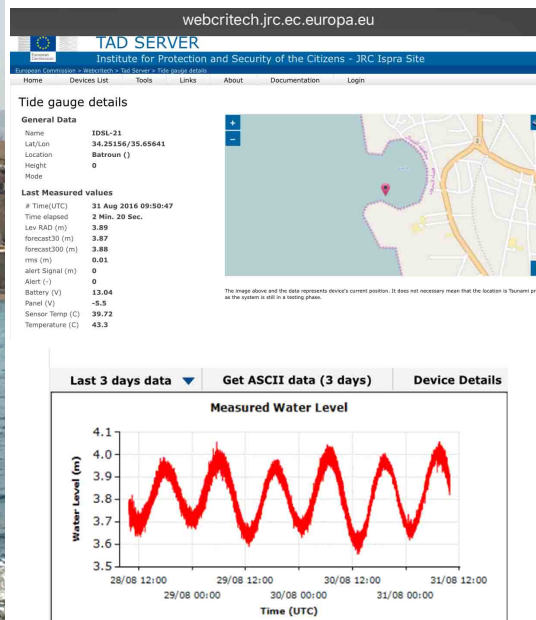 webcritech.jrc.ec.europa.eu
European
Commission
TAD SERVER
Institute for Protection and Security of the Citizens - JRC Ispra Site
European Commission > Webcritech > Tad Server > Tide gauge details
Home Devices List Tools Links About Documentation Login
Tide gauge details
General Data
Name IDSL-21
Lat/Lon 34.25156/35.65641
Location Batroun ()
Height 0
Mode
Last Measured values
# Time(UTC) 31 Aug 2016 09:50:47
Time elapsed 2 Min. 20 Sec.
Lev RAD (m) 3.89
forecast30 (m) 3.87
forecast300 (m) 3.88
rms (m) 0.01
alert Signal (m) 0
Alert (-) 0
Battery (V) 13.04
Panel (V) -5.5
Sensor Temp (C) 39.72
Temperature (C) 43.3
+
−
2
The image above and the data represents device's current position. It does not necessary mean that the location is Tsunami pr
as the system is still in a testing phase.
Last 3 days data Get ASCII data (3 days) Device Details
Measured Water Level
Water Level (m)
4.1
4.0
3.9
3.8
3.7
3.6
3.5
28/08 12:00 29/08 12:00 30/08 12:00 31/08 12:00
29/08 00:00 30/08 00:00 31/08 00:00
Time (UTC)